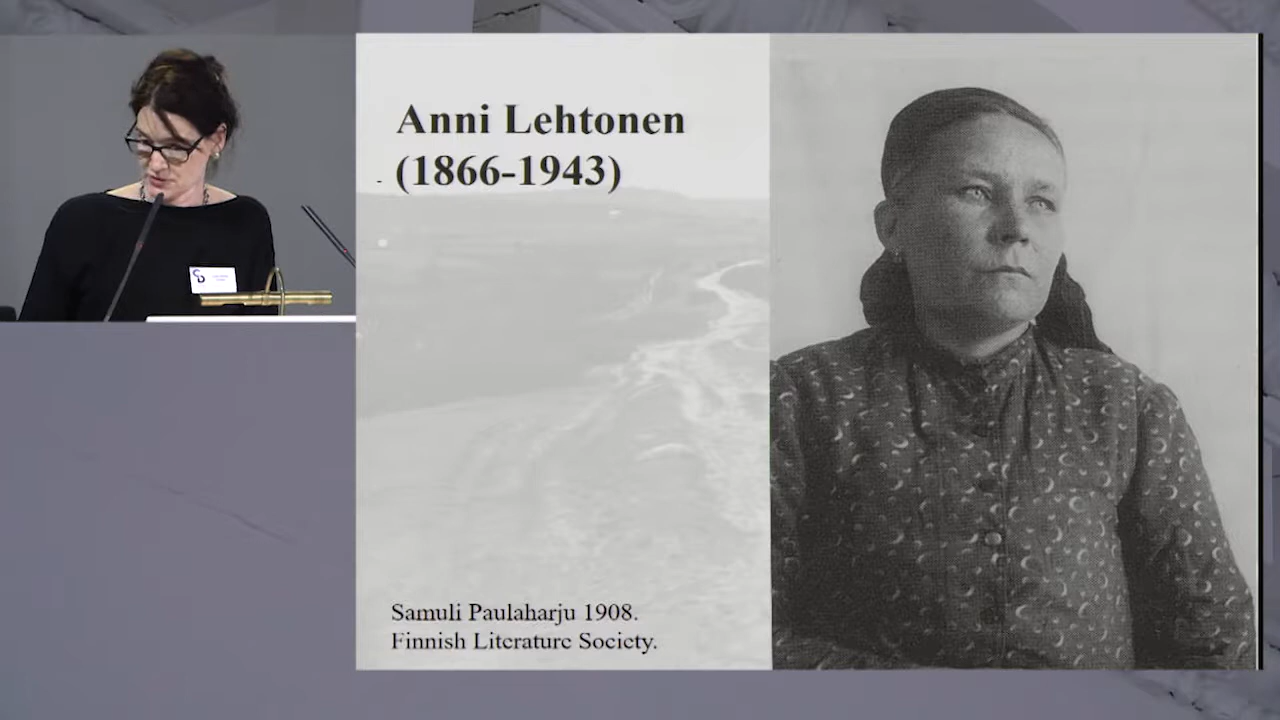 Anni Lehtonen
(1866-1943)
Samuli Paulaharju 1908.
Finnish Literature Society.